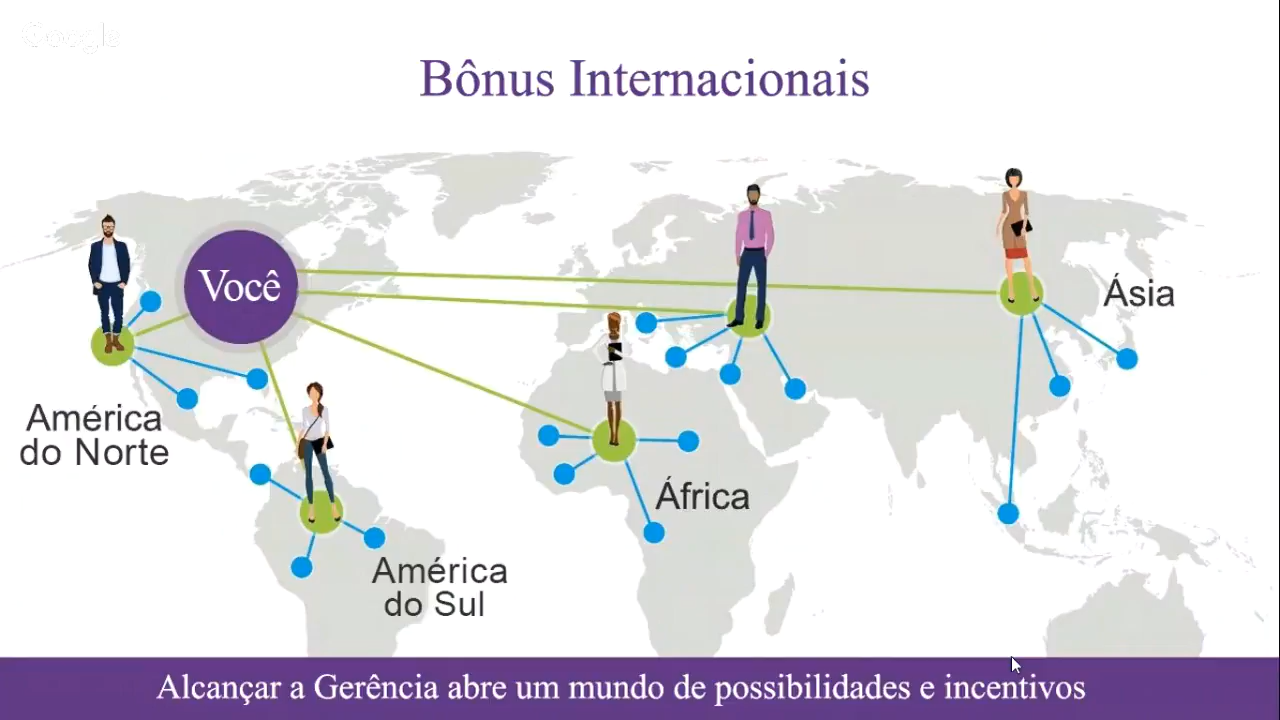 Google
Bônus Internacionais
Você
Ásia
América
do Norte
África
América
do Sul
Alcançar a Gerência abre um mundo de possibilidades e incentivos